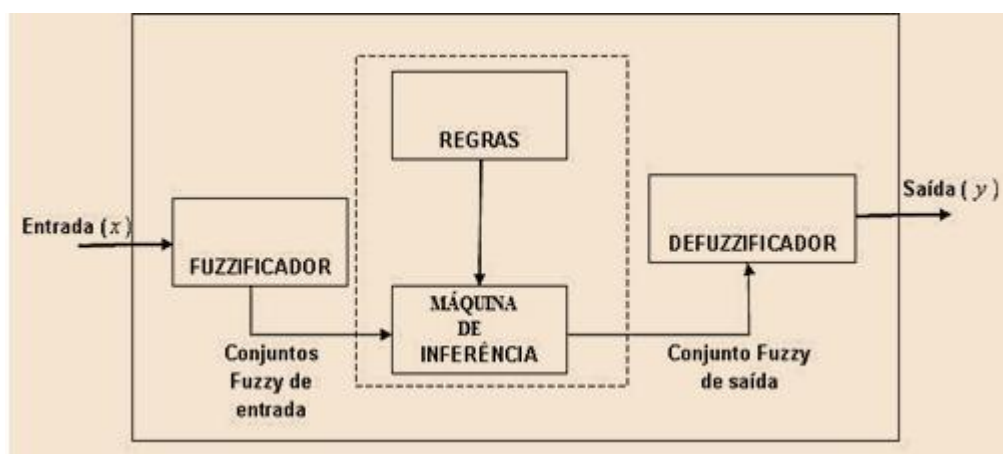 REGRAS
Entrada (x)
FUZZIFICADOR
Conjuntos
Fuzzy de
entrada
MÁQUINA
DE
INFERÊNCIA
DEFUZZIFICADOR
Conjunto Fuzzy
de saída
Saída (y)